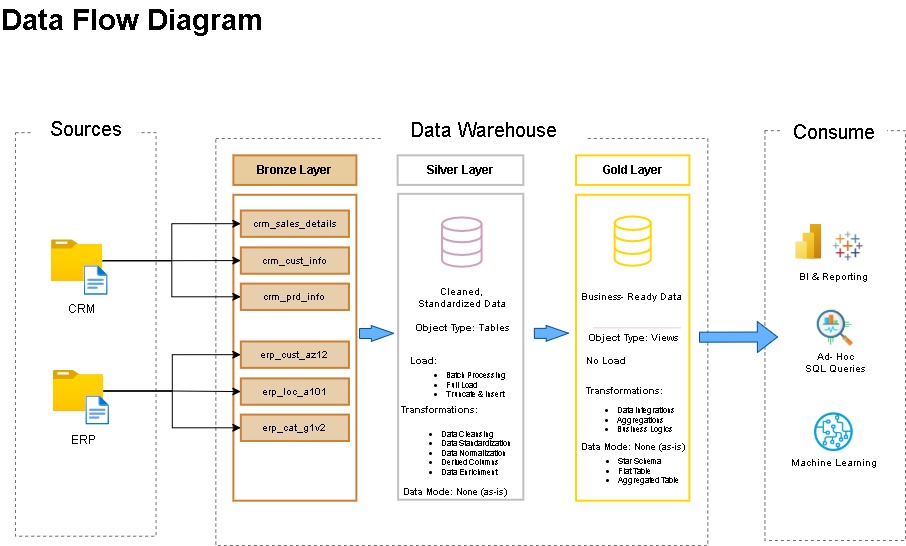 Data Flow Diagram
Sources
CRM
ERP
Data Warehouse
Bronze Layer
crm_sales_details
crm_cust_info
crm_prd_info
erp_cust_az12
erp_loc_a101
erp_cat_g1v2
Silver Layer
Cleaned,
Standardized Data
Object Type: Tables
Load:
• Batch Processing
• Full Load
• Truncate & Insert
Transformations:
• Data Cleansing
• Data Standardization
• Data Normalization
• Derived Columns
• Data Enrichment
Data Mode: None (as-is)
Gold Layer
Business- Ready Data
Object Type: Views
No Load
Transformations:
• Data Integrations
• Aggregations
• Business Logics
Data Mode: None (as-is)
• Star Schema
• Flat Table
• Aggregated Table
Consume
BI & Reporting
Ad- Hoc
SQL Queries
Machine Learning